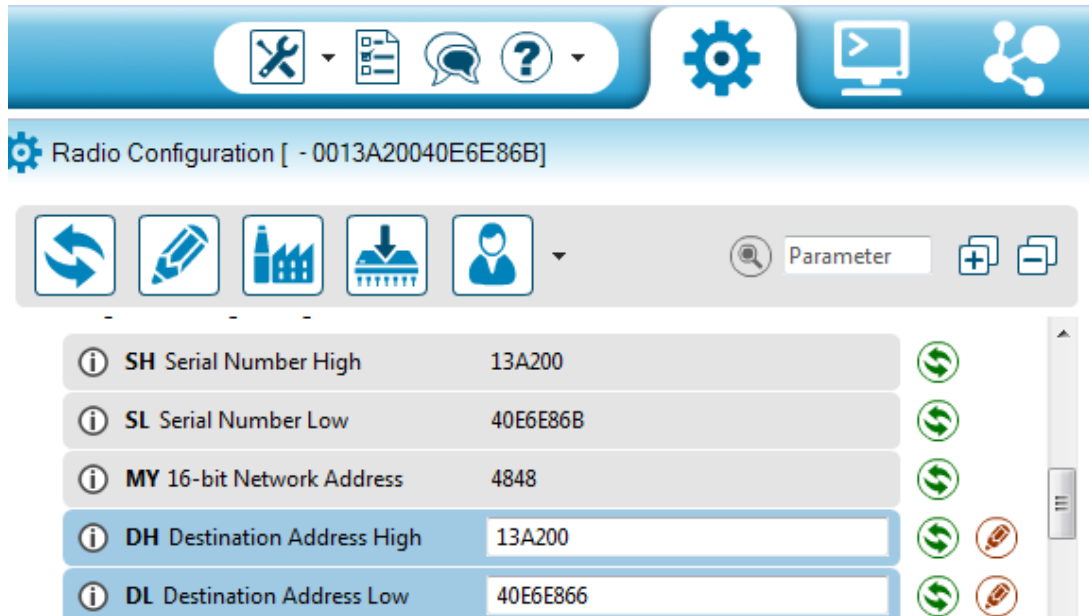 Radio Configuration [ - 0013A20040E6E86B]
Parameter
SH Serial Number High 13A200
SL Serial Number Low 40E6E86B
MY 16-bit Network Address 4848
DH Destination Address High 13A200
DL Destination Address Low 40E6E866